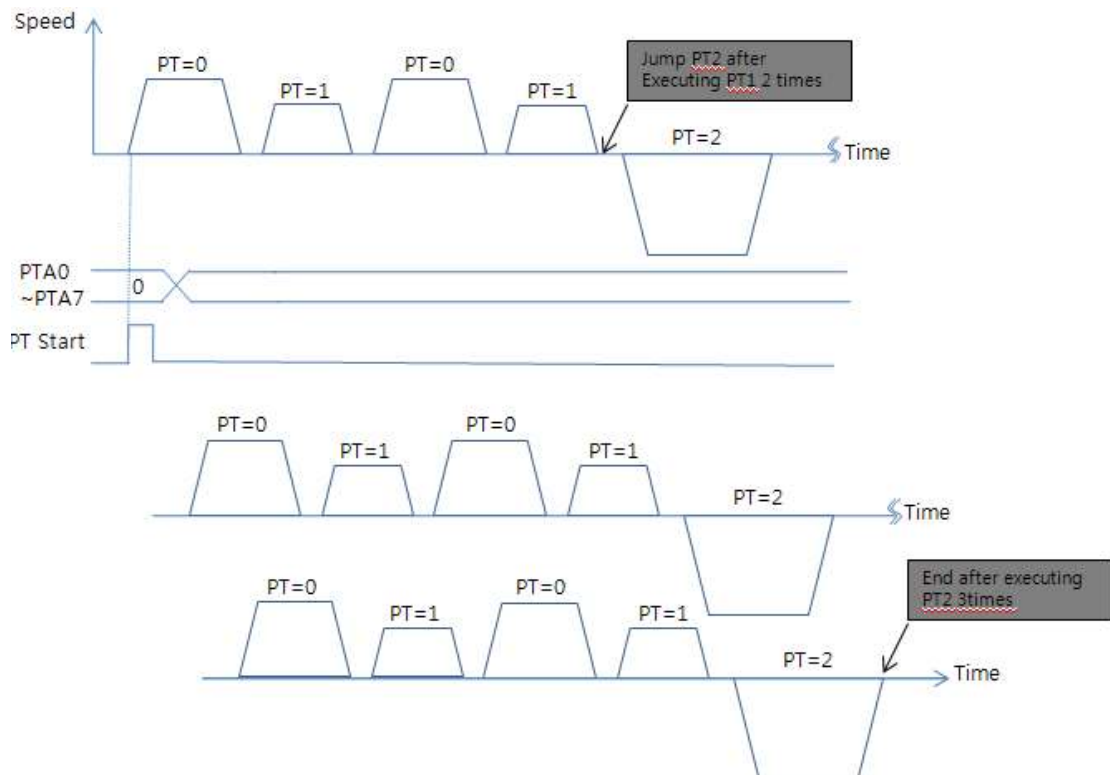 Speed
PT=0
PT=1
PT=0
PT=1
Jump PT2 after
Executing PT1 2 times
PT=2
Time
PTA0
~PTA7
0
PT Start
PT=0
PT=1
PT=0
PT=1
PT=2
Time
PT=0
PT=1
PT=0
PT=1
PT=2
End after executing
PT2 3times
Time